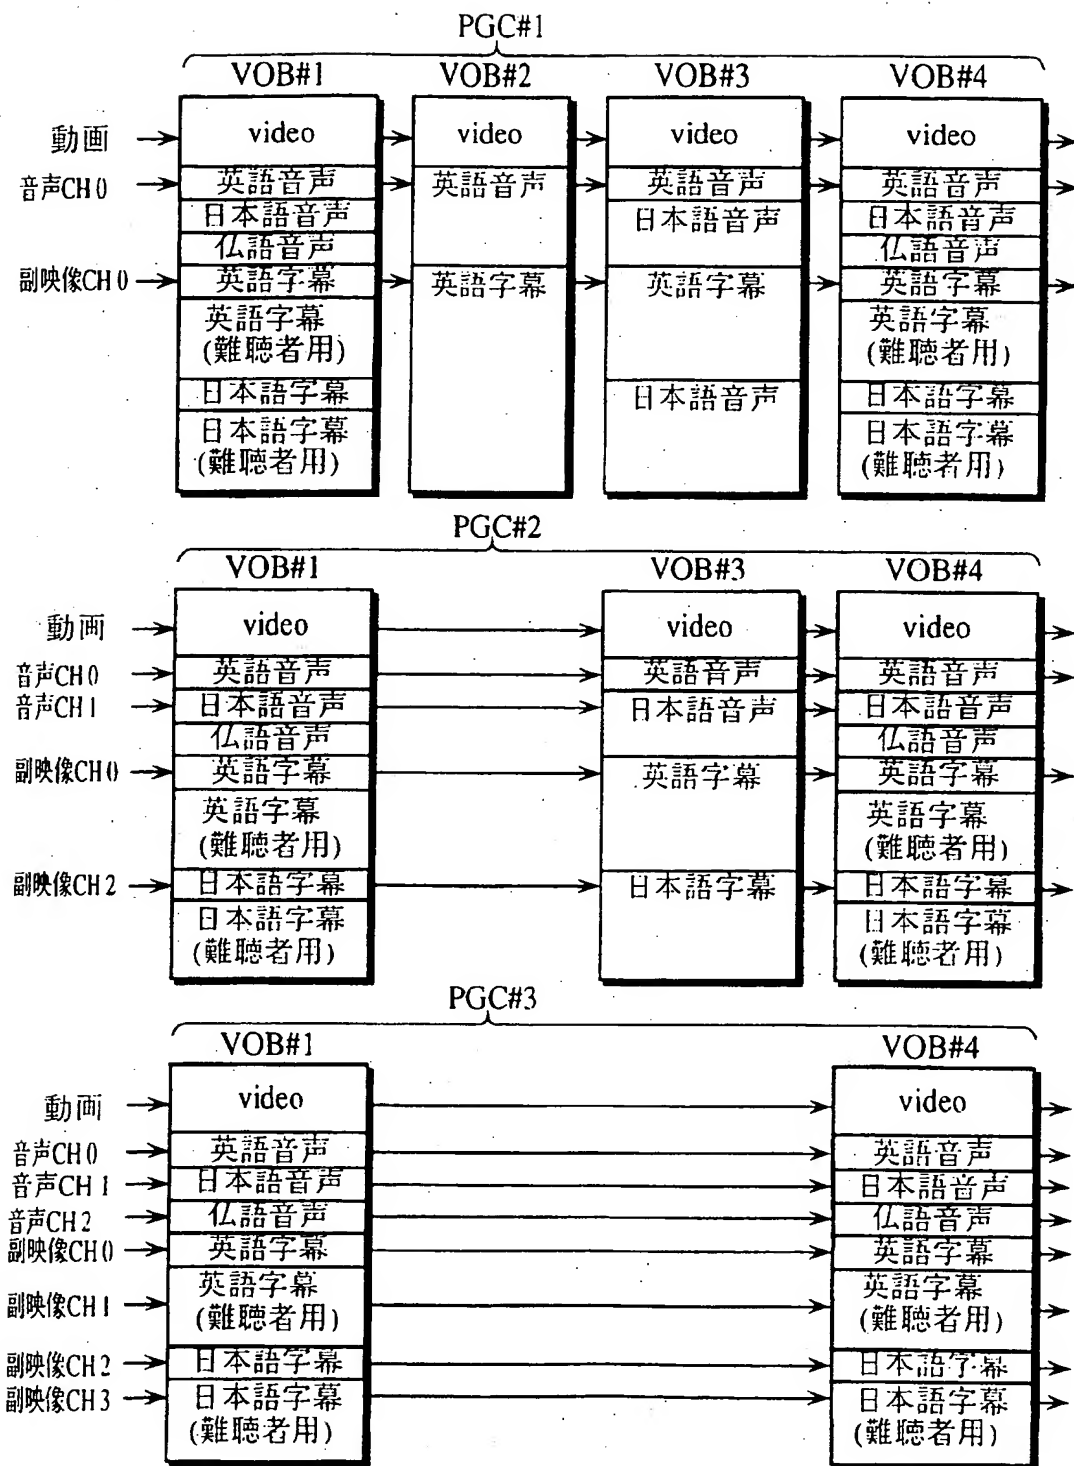 PGC#1
VOB#1 VOB#2 VOB#3 VOB#4
動画 video video video video
音声CH0 英語音声 英語音声 英語音声 英語音声
日本語音声 日本語音声 日本語音声
仏語音声 仏語音声
副映像CH0 英語字幕 英語字幕 英語字幕 英語字幕
英語字幕 英語字幕
(難聴者用) (難聴者用)
日本語字幕 日本語音声 日本語字幕
日本語字幕 日本語字幕
(難聴者用) (難聴者用)
PGC#2
VOB#1 VOB#3 VOB#4
動画 video video video
音声CH0 英語音声 英語音声 英語音声
音声CH1 日本語音声 日本語音声 日本語音声
仏語音声 仏語音声
副映像CH0 英語字幕 英語字幕 英語字幕
英語字幕 英語字幕
(難聴者用) (難聴者用)
副映像CH2 日本語字幕 日本語字幕 日本語字幕
日本語字幕 日本語字幕
(難聴者用) (難聴者用)
PGC#3
VOB#1 VOB#4
動画 video video
音声CH0 英語音声 英語音声
音声CH1 日本語音声 日本語音声
音声CH2 仏語音声 仏語音声
副映像CH0 英語字幕 英語字幕
英語字幕 英語字幕
副映像CH1 (難聴者用) (難聴者用)
副映像CH2 日本語字幕 日本語字幕
副映像CH3 日本語字幕 日本語字幕
(難聴者用) (難聴者用)